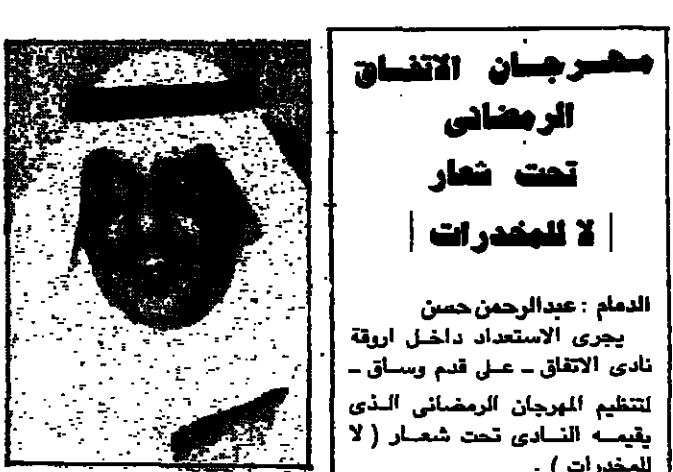 مهرجان الاتفاق
الرمضانى
تحت شعار
| لا للمخدرات |
الدمام : عبدالرحمن حسن
يجرى الاستعداد داخل اروقة
نادى الاتفاق - على قدم وساق -
لتنظيم المهرجان الرمضانى الذى
يقيمه النادى تحت شعار ( لا
للمخدرات ) .